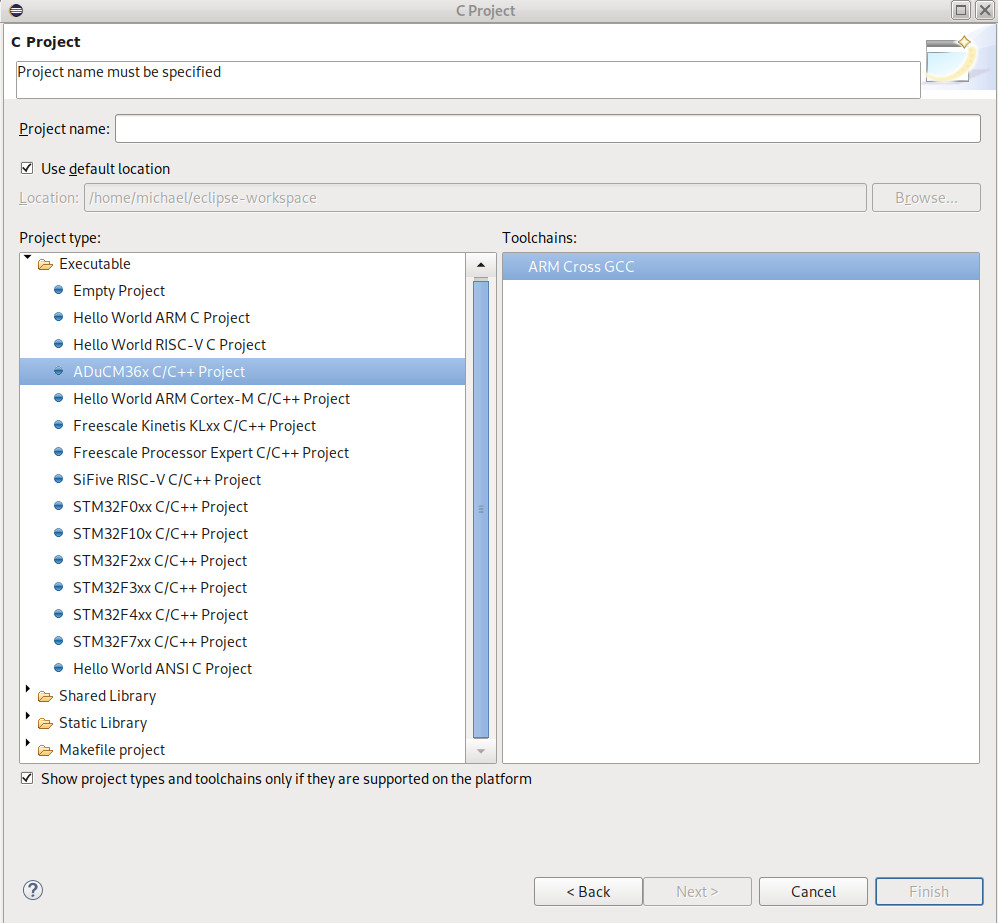 C Project
C Project
Project name must be specified
Project name:
Use default location
Location: /home/michael/eclipse-workspace Browse...
Project type: Toolchains:
Executable ARM Cross GCC
Empty Project
Hello World ARM C Project
Hello World RISC-V C Project
ADuCM36x C/C++ Project
Hello World ARM Cortex-M C/C++ Project
Freescale Kinetis KLxx C/C++ Project
Freescale Processor Expert C/C++ Project
SiFive RISC-V C/C++ Project
STM32F0xx C/C++ Project
STM32F10x C/C++ Project
STM32F2xx C/C++ Project
STM32F3xx C/C++ Project
STM32F4xx C/C++ Project
STM32F7xx C/C++ Project
Hello World ANSI C Project
Shared Library
Static Library
Makefile project
Show project types and toolchains only if they are supported on the platform
? < Back Next > Cancel Finish